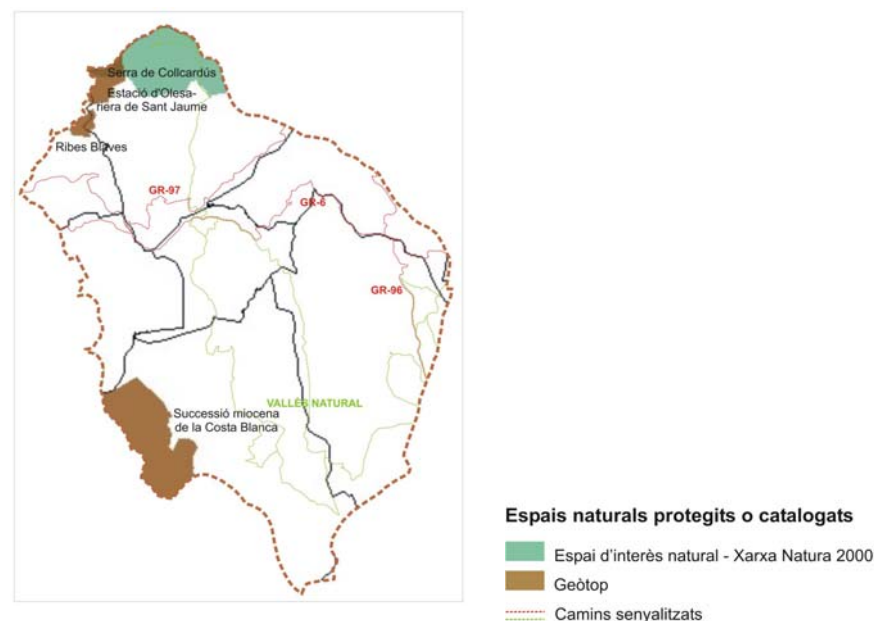 Serra de Collcardús
Estació d'Olesa-
riera de Sant Jaume
Ribes Blaves
GR-97
GR-6
GR-96
VALLÈS NATURAL
Successió miocena
de la Costa Blanca
Espais naturals protegits o catalogats
Espai d'interès natural - Xarxa Natura 2000
Geòtop
Camins senyalitzats